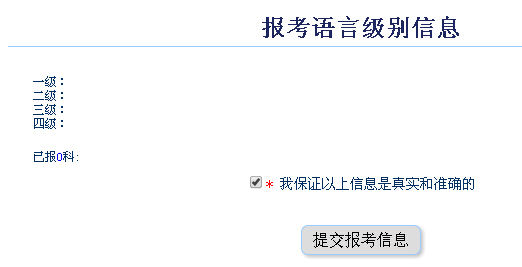 报考语言级别信息
一级：
二级：
三级：
四级：
已报0科:
* 我保证以上信息是真实和准确的
提交报考信息